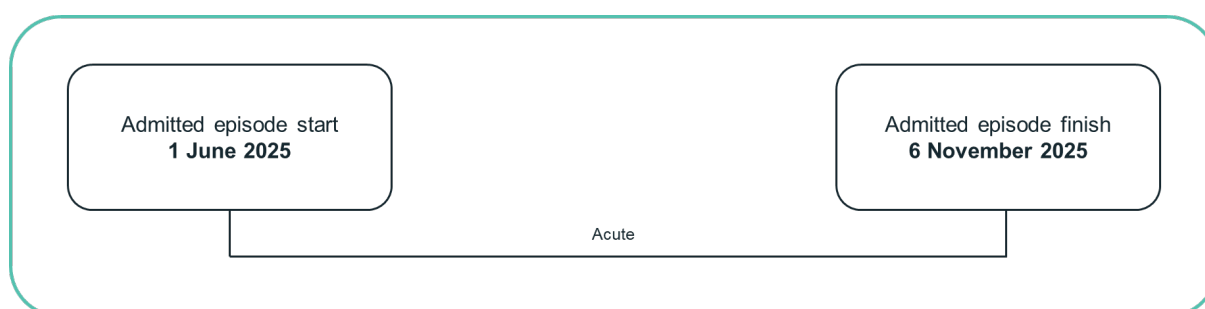 Admitted episode start
1 June 2025
Admitted episode finish
6 November 2025
Acute